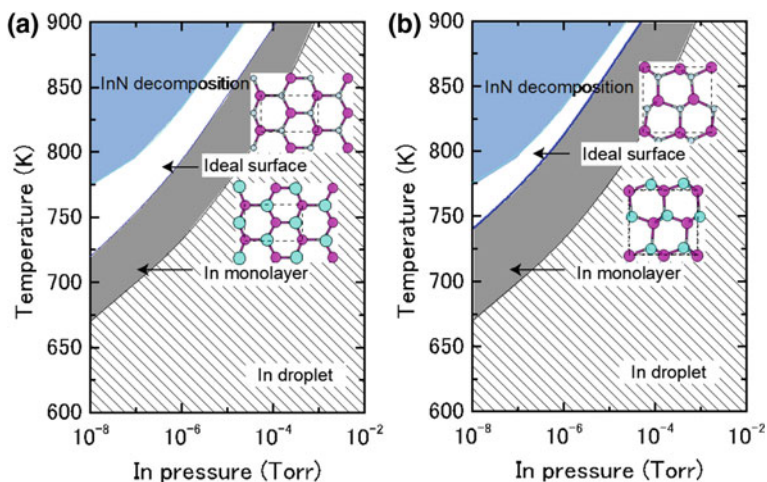 (a)
900
850
800
750
700
650
600
Temperature (K)
InN decomposition
Ideal surface
In monolayer
In droplet
10⁻⁸
10⁻⁶
10⁻⁴
10⁻²
In pressure (Torr)
(b)
900
850
800
750
700
650
600
Temperature (K)
InN decomposition
Ideal surface
In monolayer
In droplet
10⁻⁸
10⁻⁶
10⁻⁴
10⁻²
In pressure (Torr)